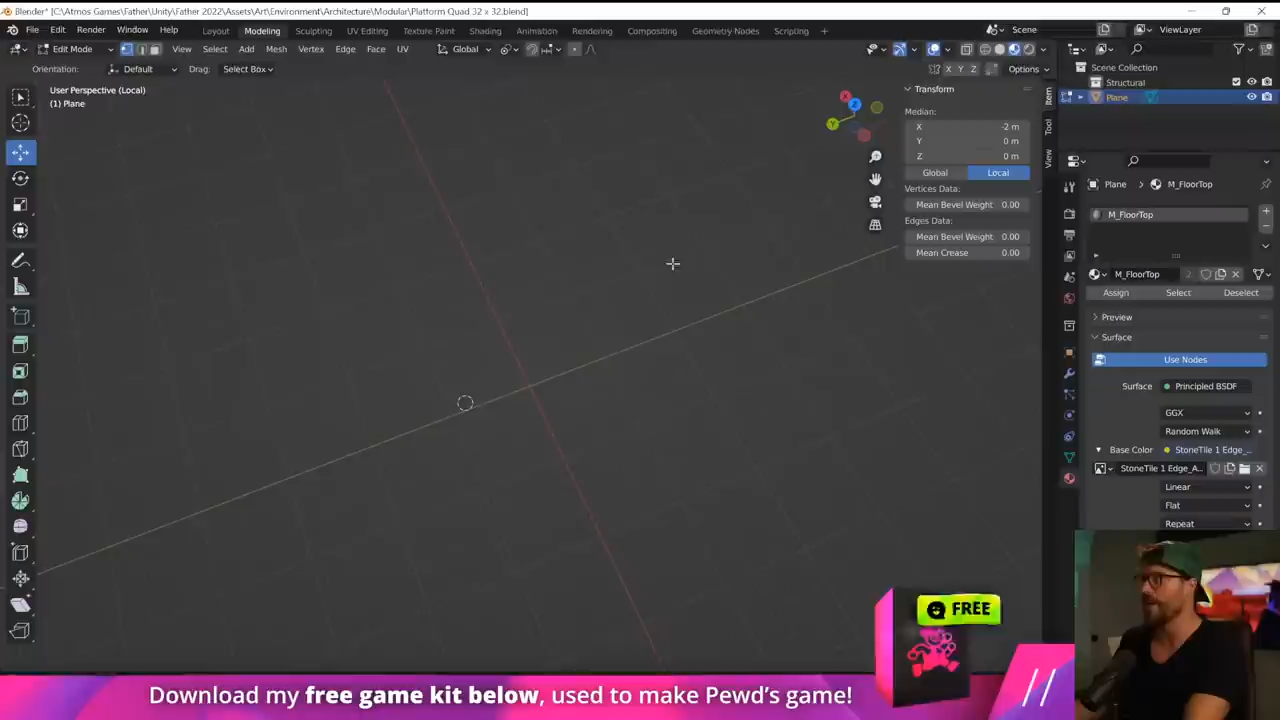 Blender* [C:\Atmos Games\Father\Unity\Father 2022\Assets\Art\Environment\Architecture\Modular\Platform Quad 32 x 32.blend]
File Edit Render Window Help Layout Modeling Sculpting UV Editing Texture Paint Shading Animation Rendering Compositing Geometry Nodes Scripting + Scene ViewLayer
Edit Mode View Select Add Mesh Vertex Edge Face UV Global
Orientation: Default Drag: Select Box X Y Z Options
User Perspective (Local)
(1) Plane
X
Y
Z
Transform
Median:
X -2 m
Y 0 m
Z 0 m
Global Local
Vertices Data:
Mean Bevel Weight 0.00
Edges Data:
Mean Bevel Weight 0.00
Mean Crease 0.00
Item
Tool
View
Scene Collection
Structural
Plane
Plane > M_FloorTop
M_FloorTop
M_FloorTop 2
Assign Select Deselect
Preview
Surface
Use Nodes
Surface Principled BSDF
GGX
Random Walk
Base Color StoneTile 1 Edge_...
StoneTile 1 Edge_A...
Linear
Flat
Repeat
FREE
Download my free game kit below, used to make Pewd's game!
//